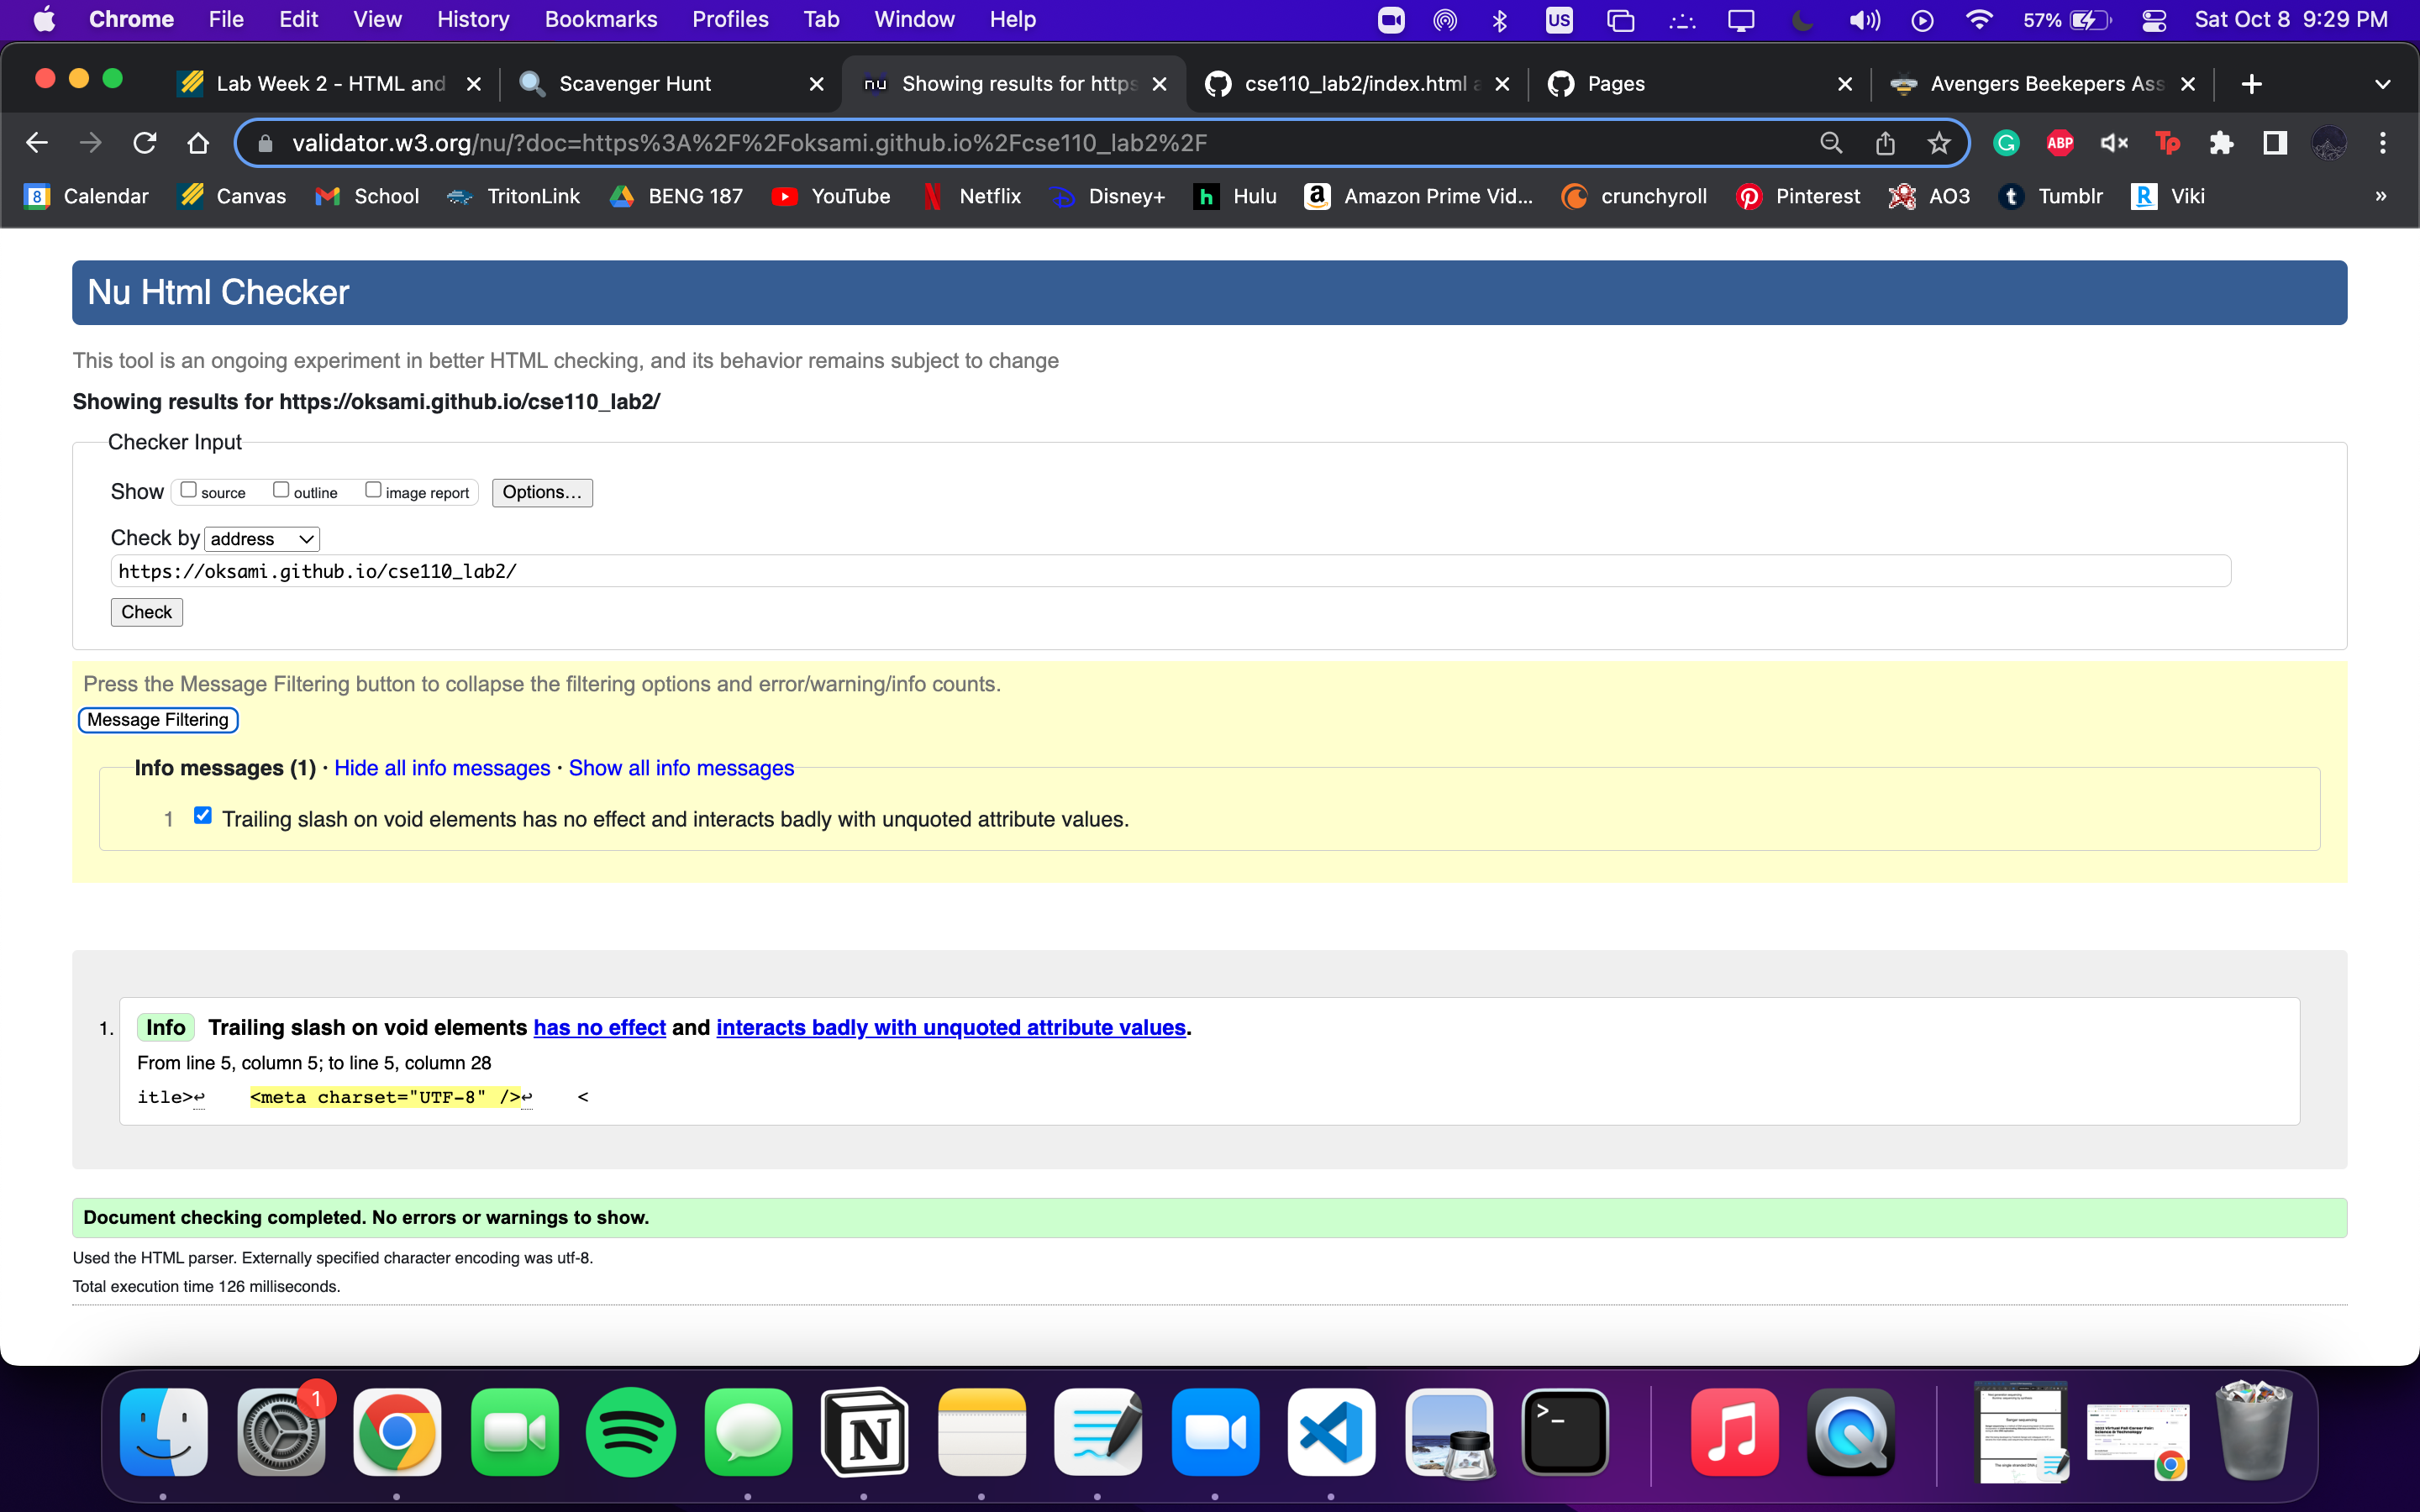 Chrome File Edit View History Bookmarks Profiles Tab Window Help US 57% Sat Oct 8 9:29 PM
Lab Week 2 - HTML and Scavenger Hunt nu Showing results for https cse110_lab2/index.html a Pages Avengers Beekepers Ass
validator.w3.org/nu/?doc=https%3A%2F%2Foksami.github.io%2Fcse110_lab2%2F G ABP Tp
8 Calendar Canvas School TritonLink BENG 187 YouTube Netflix Disney+ h Hulu a Amazon Prime Vid... crunchyroll Pinterest AO3 t Tumblr R Viki »
Nu Html Checker
This tool is an ongoing experiment in better HTML checking, and its behavior remains subject to change
Showing results for https://oksami.github.io/cse110_lab2/
Checker Input
Show source outline image report Options...
Check by address
https://oksami.github.io/cse110_lab2/
Check
Press the Message Filtering button to collapse the filtering options and error/warning/info counts.
Message Filtering
Info messages (1) · Hide all info messages · Show all info messages
1 Trailing slash on void elements has no effect and interacts badly with unquoted attribute values.
1. Info Trailing slash on void elements has no effect and interacts badly with unquoted attribute values.
From line 5, column 5; to line 5, column 28
itle>↩ <meta charset="UTF-8" />↩ <
Document checking completed. No errors or warnings to show.
Used the HTML parser. Externally specified character encoding was utf-8.
Total execution time 126 milliseconds.
1
N
>_